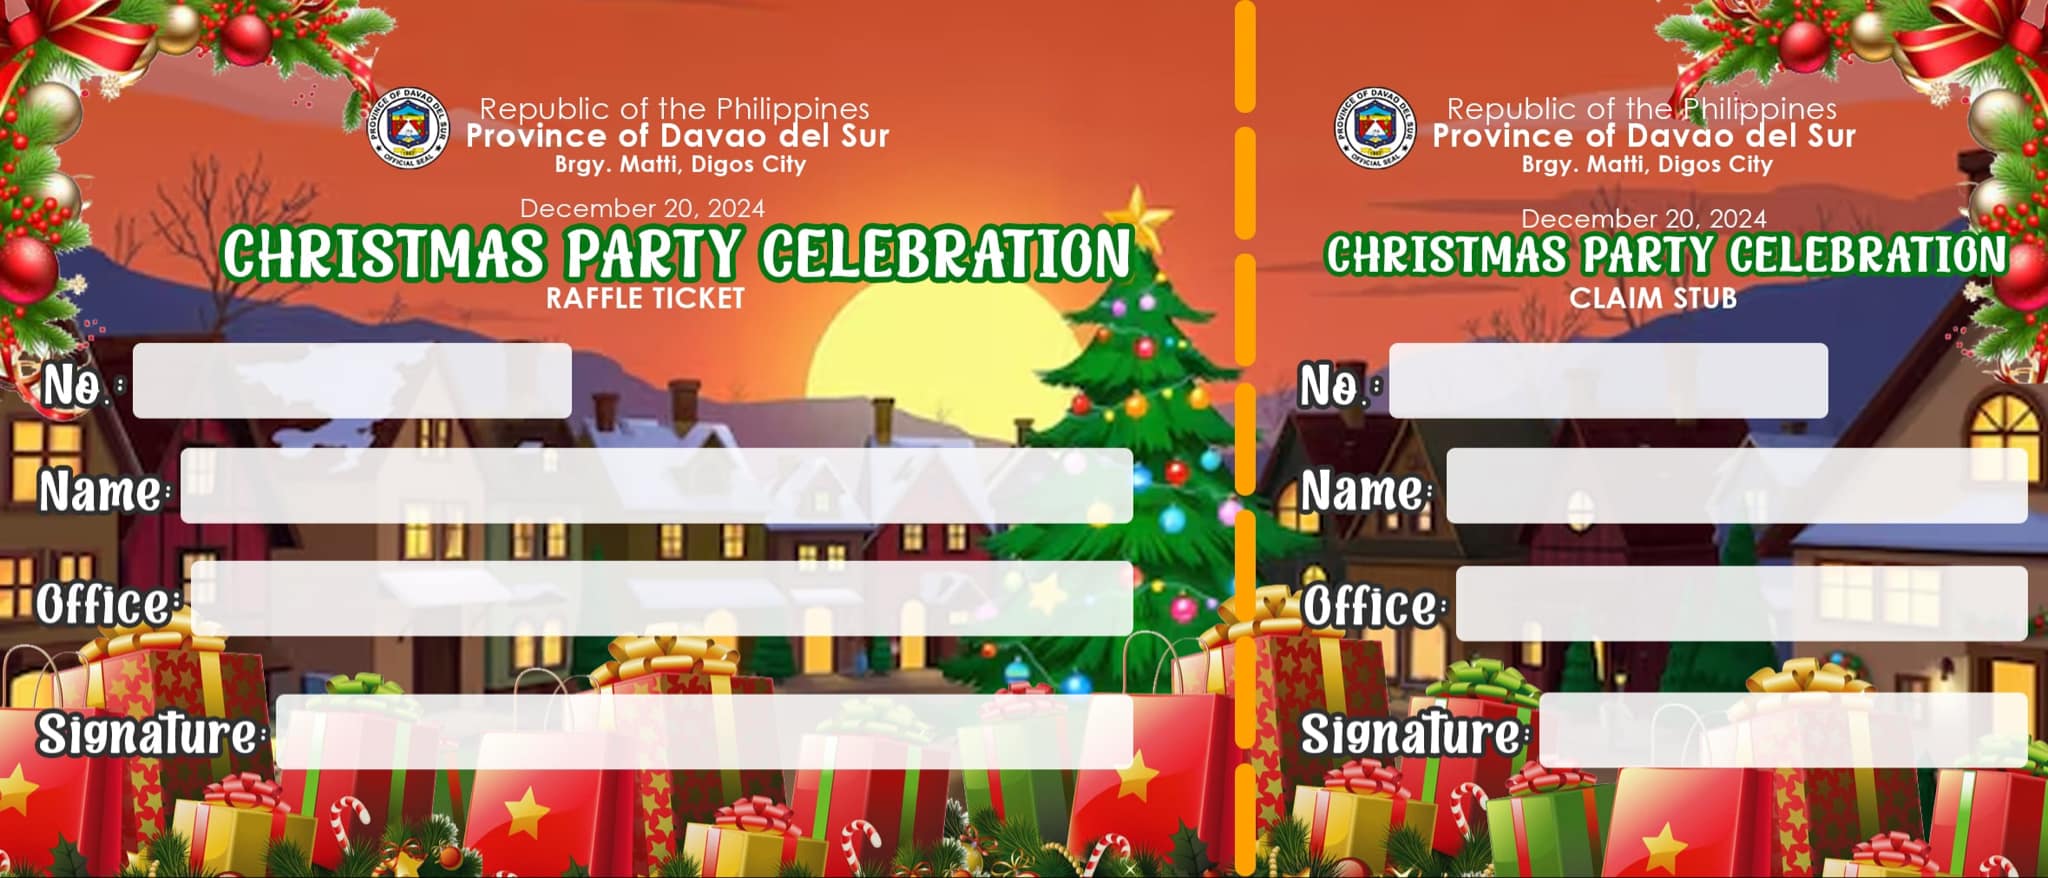 PROVINCE OF DAVAO DEL SUR
OFFICIAL SEAL
Republic of the Philippines
Province of Davao del Sur
Brgy. Matti, Digos City
December 20, 2024
CHRISTMAS PARTY CELEBRATION
RAFFLE TICKET
No.:
Name:
Office:
Signature:
PROVINCE OF DAVAO DEL SUR
OFFICIAL SEAL
Republic of the Philippines
Province of Davao del Sur
Brgy. Matti, Digos City
December 20, 2024
CHRISTMAS PARTY CELEBRATION
CLAIM STUB
No.:
Name:
Office:
Signature: